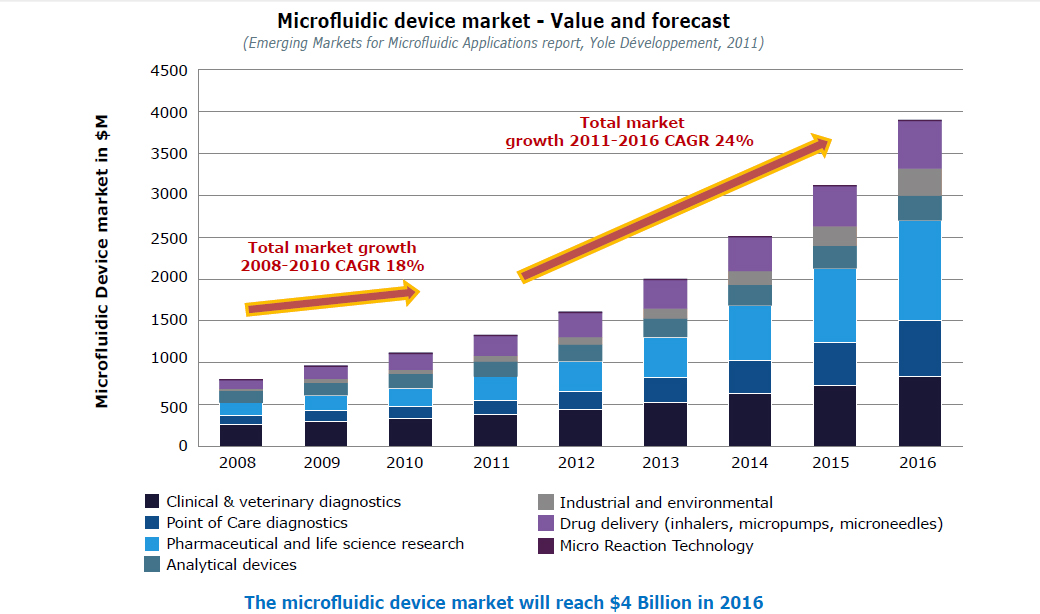 Microfluidic device market - Value and forecast
(Emerging Markets for Microfluidic Applications report, Yole Développement, 2011)
Microfluidic Device market in $M
4500
4000
3500
3000
2500
2000
1500
1000
500
0
Total market growth
2008-2010 CAGR 18%
Total market
growth 2011-2016 CAGR 24%
2008 2009 2010 2011 2012 2013 2014 2015 2016
Clinical & veterinary diagnostics
Point of Care diagnostics
Pharmaceutical and life science research
Analytical devices
Industrial and environmental
Drug delivery (inhalers, micropumps, microneedles)
Micro Reaction Technology
The microfluidic device market will reach $4 Billion in 2016